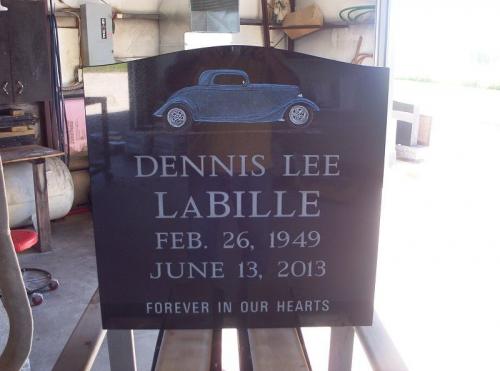 DENNIS LEE
LABILLE
FEB. 26, 1949
JUNE 13, 2013
FOREVER IN OUR HEARTS